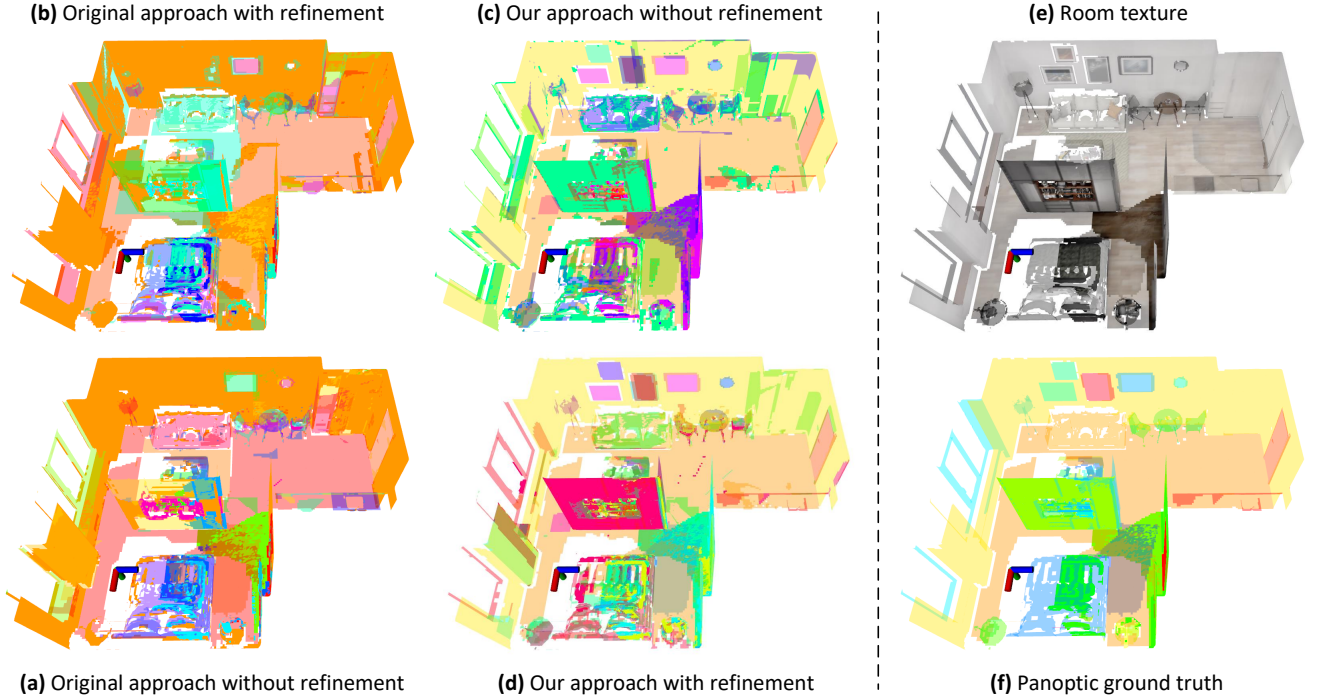 (b) Original approach with refinement
(c) Our approach without refinement
(e) Room texture
(a) Original approach without refinement
(d) Our approach with refinement
(f) Panoptic ground truth